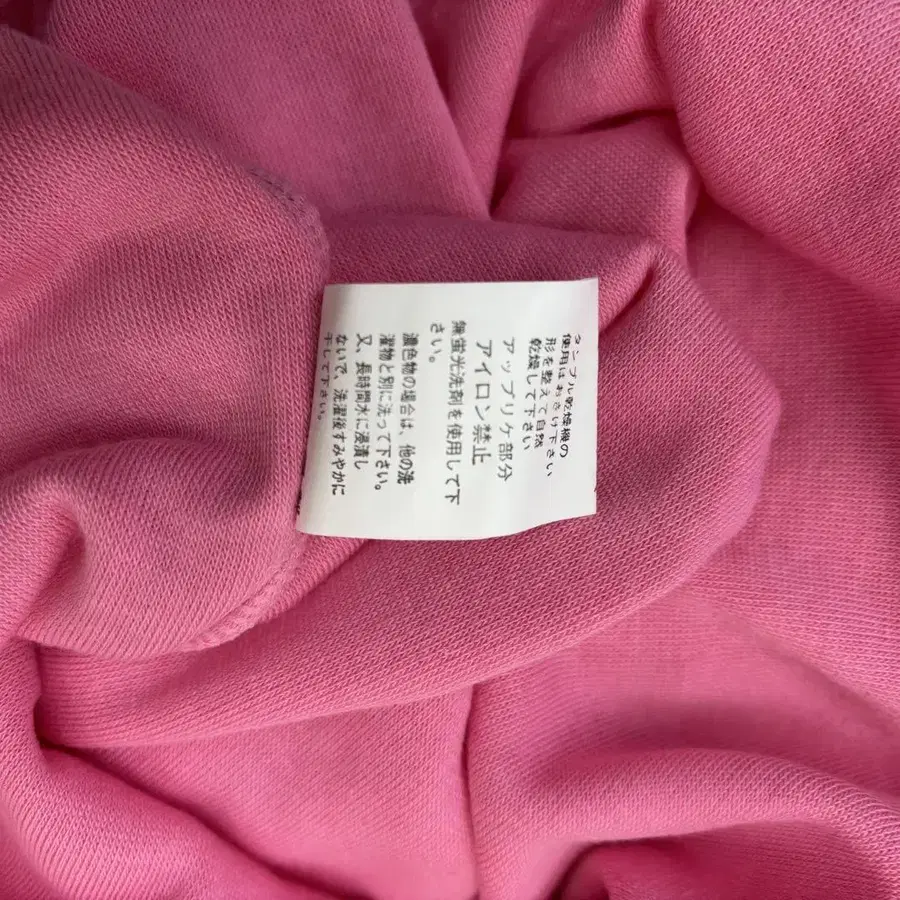 タンブル乾燥機の
使用はおさけ下さい
形を整えて自然
乾燥して下さい
アップリケ部分
アイロン禁止
無蛍光洗剤を使用して下
さい。
濃色物の場合は、他の洗
濯物と別に洗って下さい。
又、長時間水に浸漬し
ないで、洗濯後すみやかに
干して下さい。